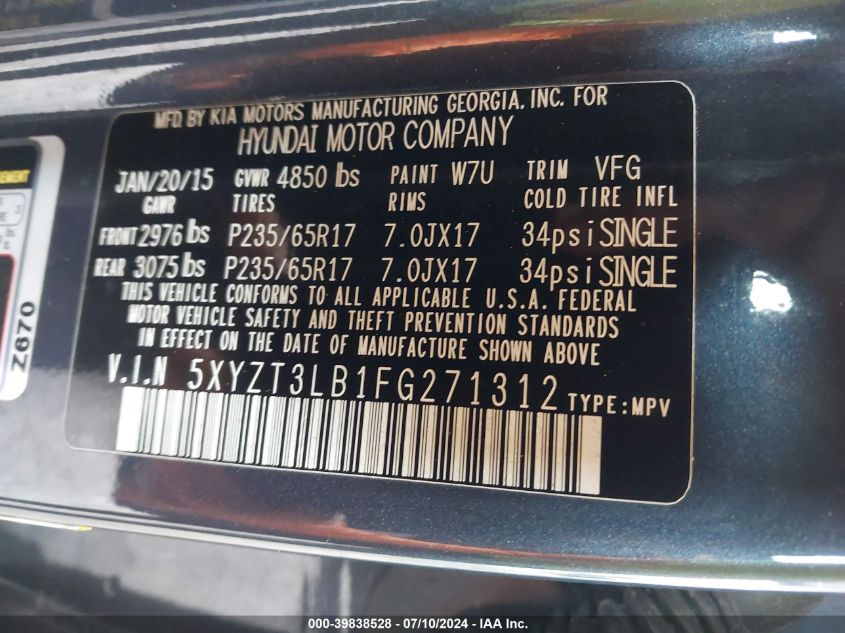 MFD. BY KIA MOTORS MANUFACTURING GEORGIA. INC. FOR
HYUNDAI MOTOR COMPANY
JAN/20/15 GVWR 4850 lbs PAINT W7U TRIM VFG
GAWR TIRES RIMS COLD TIRE INFL
FRONT 2976 lbs P235/65R17 7.0JX17 34psi SINGLE
REAR 3075 lbs P235/65R17 7.0JX17 34psi SINGLE
THIS VEHICLE CONFORMS TO ALL APPLICABLE U.S.A. FEDERAL
MOTOR VEHICLE SAFETY AND THEFT PREVENTION STANDARDS
IN EFFECT ON THE DATE OF MANUFACTURE SHOWN ABOVE
V.I.N 5XYZT3LB1FG271312 TYPE:MPV
Z670
000-39838528 - 07/10/2024 - IAAI.com